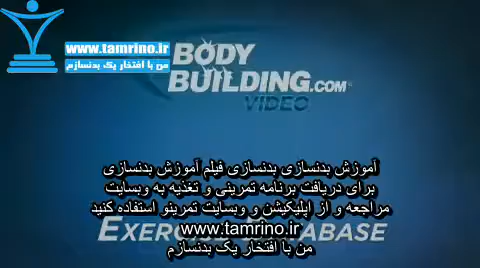 www.tamrino.ir
من با افتخار یک بدنسازم
BODY
BUILDING.COM
VIDEO
آموزش بدنسازی بدنسازی فیلم آموزش بدنسازی
برای دریافت برنامه تمرینی و تغذیه به وبسایت
مراجعه و از اپلیکیشن و وبسایت تمرینو استفاده کنید
EXERCISE DATABASE
www.tamrino.ir
من با افتخار یک بدنسازم